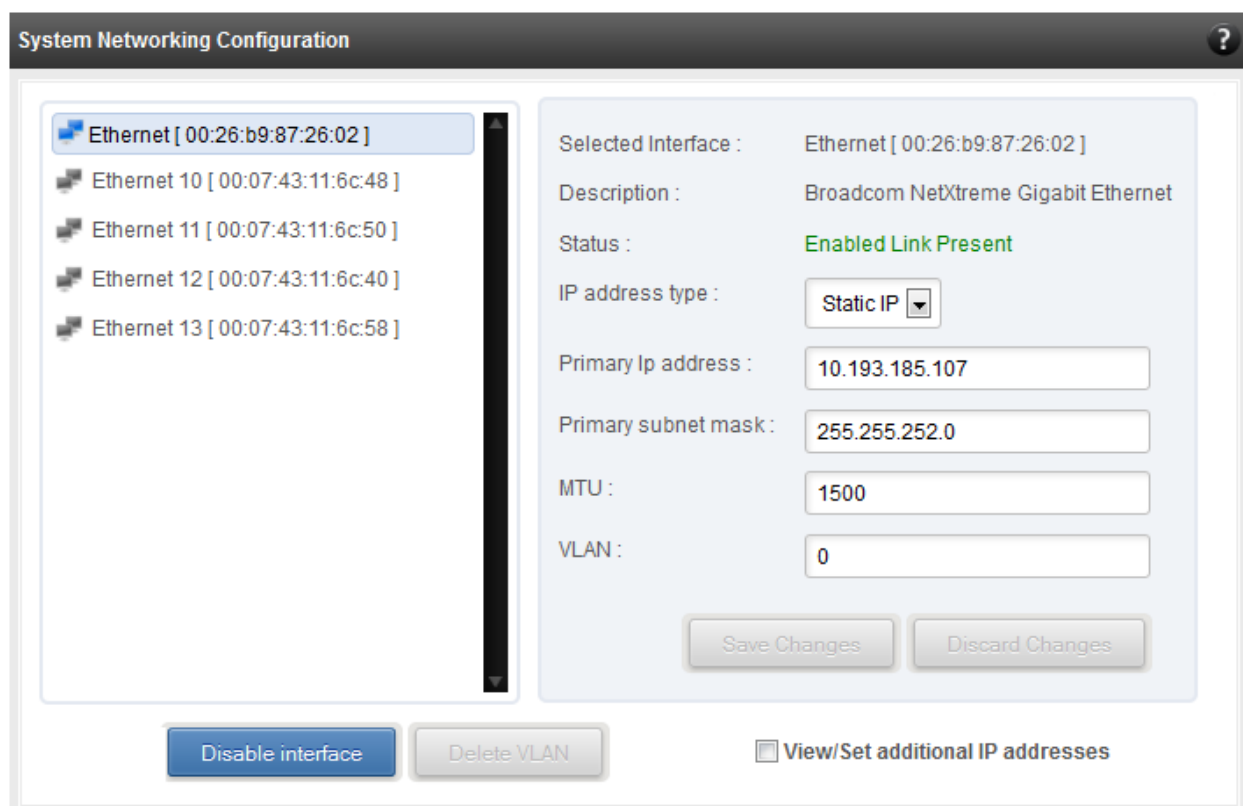 System Networking Configuration
?
Ethernet [ 00:26:b9:87:26:02 ]
Ethernet 10 [ 00:07:43:11:6c:48 ]
Ethernet 11 [ 00:07:43:11:6c:50 ]
Ethernet 12 [ 00:07:43:11:6c:40 ]
Ethernet 13 [ 00:07:43:11:6c:58 ]
Selected Interface : Ethernet [ 00:26:b9:87:26:02 ]
Description : Broadcom NetXtreme Gigabit Ethernet
Status : Enabled Link Present
IP address type : Static IP
Primary Ip address : 10.193.185.107
Primary subnet mask : 255.255.252.0
MTU : 1500
VLAN : 0
Save Changes Discard Changes
Disable interface Delete VLAN View/Set additional IP addresses